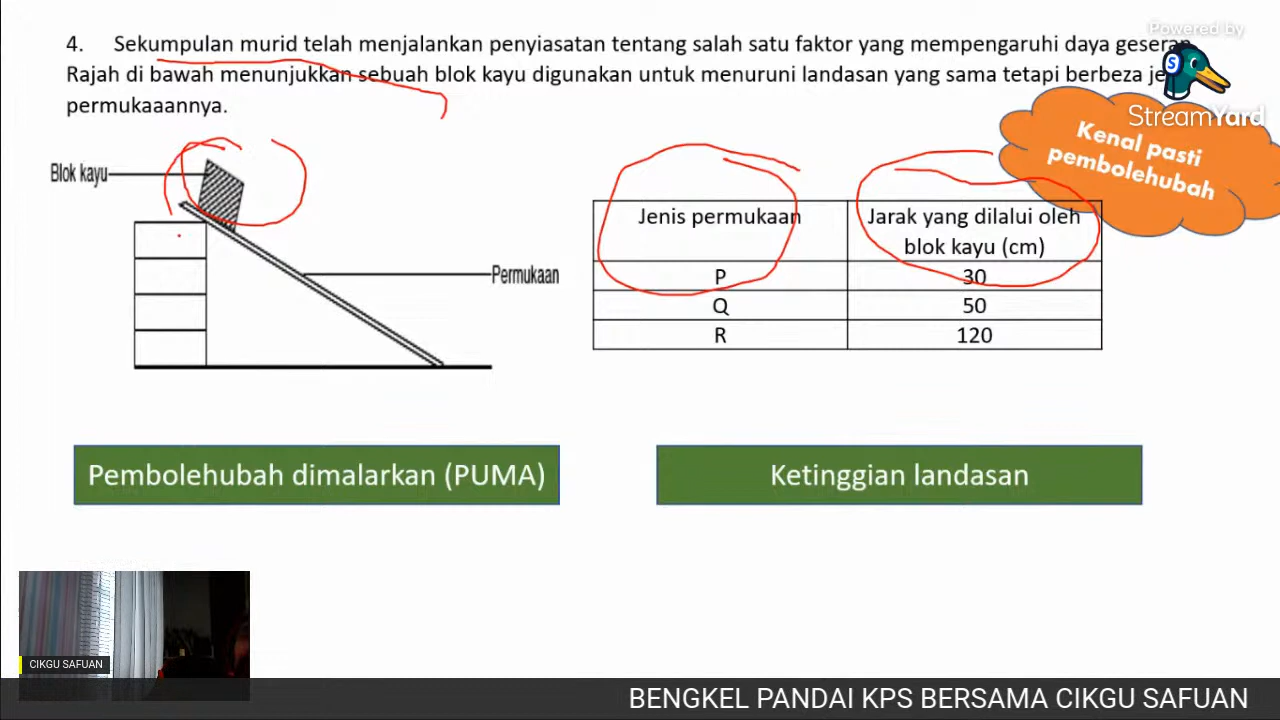 Powered by
StreamYard
4. Sekumpulan murid telah menjalankan penyiasatan tentang salah satu faktor yang mempengaruhi daya geseran.
Rajah di bawah menunjukkan sebuah blok kayu digunakan untuk menuruni landasan yang sama tetapi berbeza je
permukaaannya.
Kenal pasti
pembolehubah
Blok kayu
Permukaan
Jenis permukaan
Jarak yang dilalui oleh
blok kayu (cm)
P 30
Q 50
R 120
Pembolehubah dimalarkan (PUMA)
Ketinggian landasan
CIKGU SAFUAN
BENGKEL PANDAI KPS BERSAMA CIKGU SAFUAN